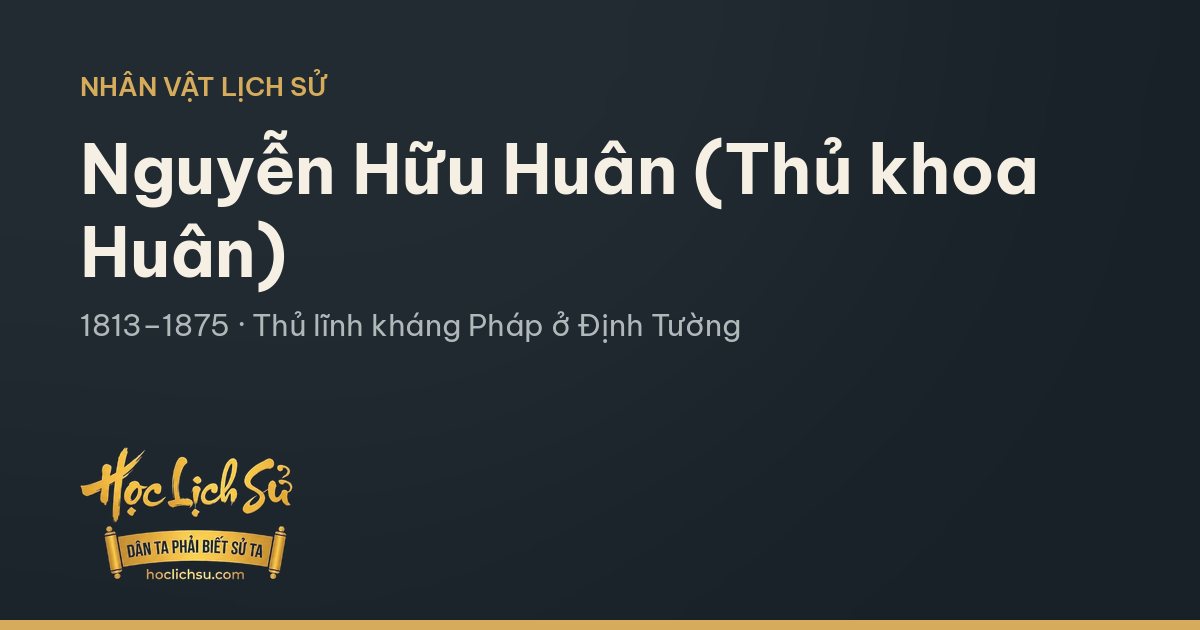 NHÂN VẬT LỊCH SỬ
Nguyễn Hữu Huân (Thủ khoa
Huân)
1813–1875 · Thủ lĩnh kháng Pháp ở Định Tường
Học Lịch Sử
DÂN TA PHẢI BIẾT SỬ TA
hoclichsu.com